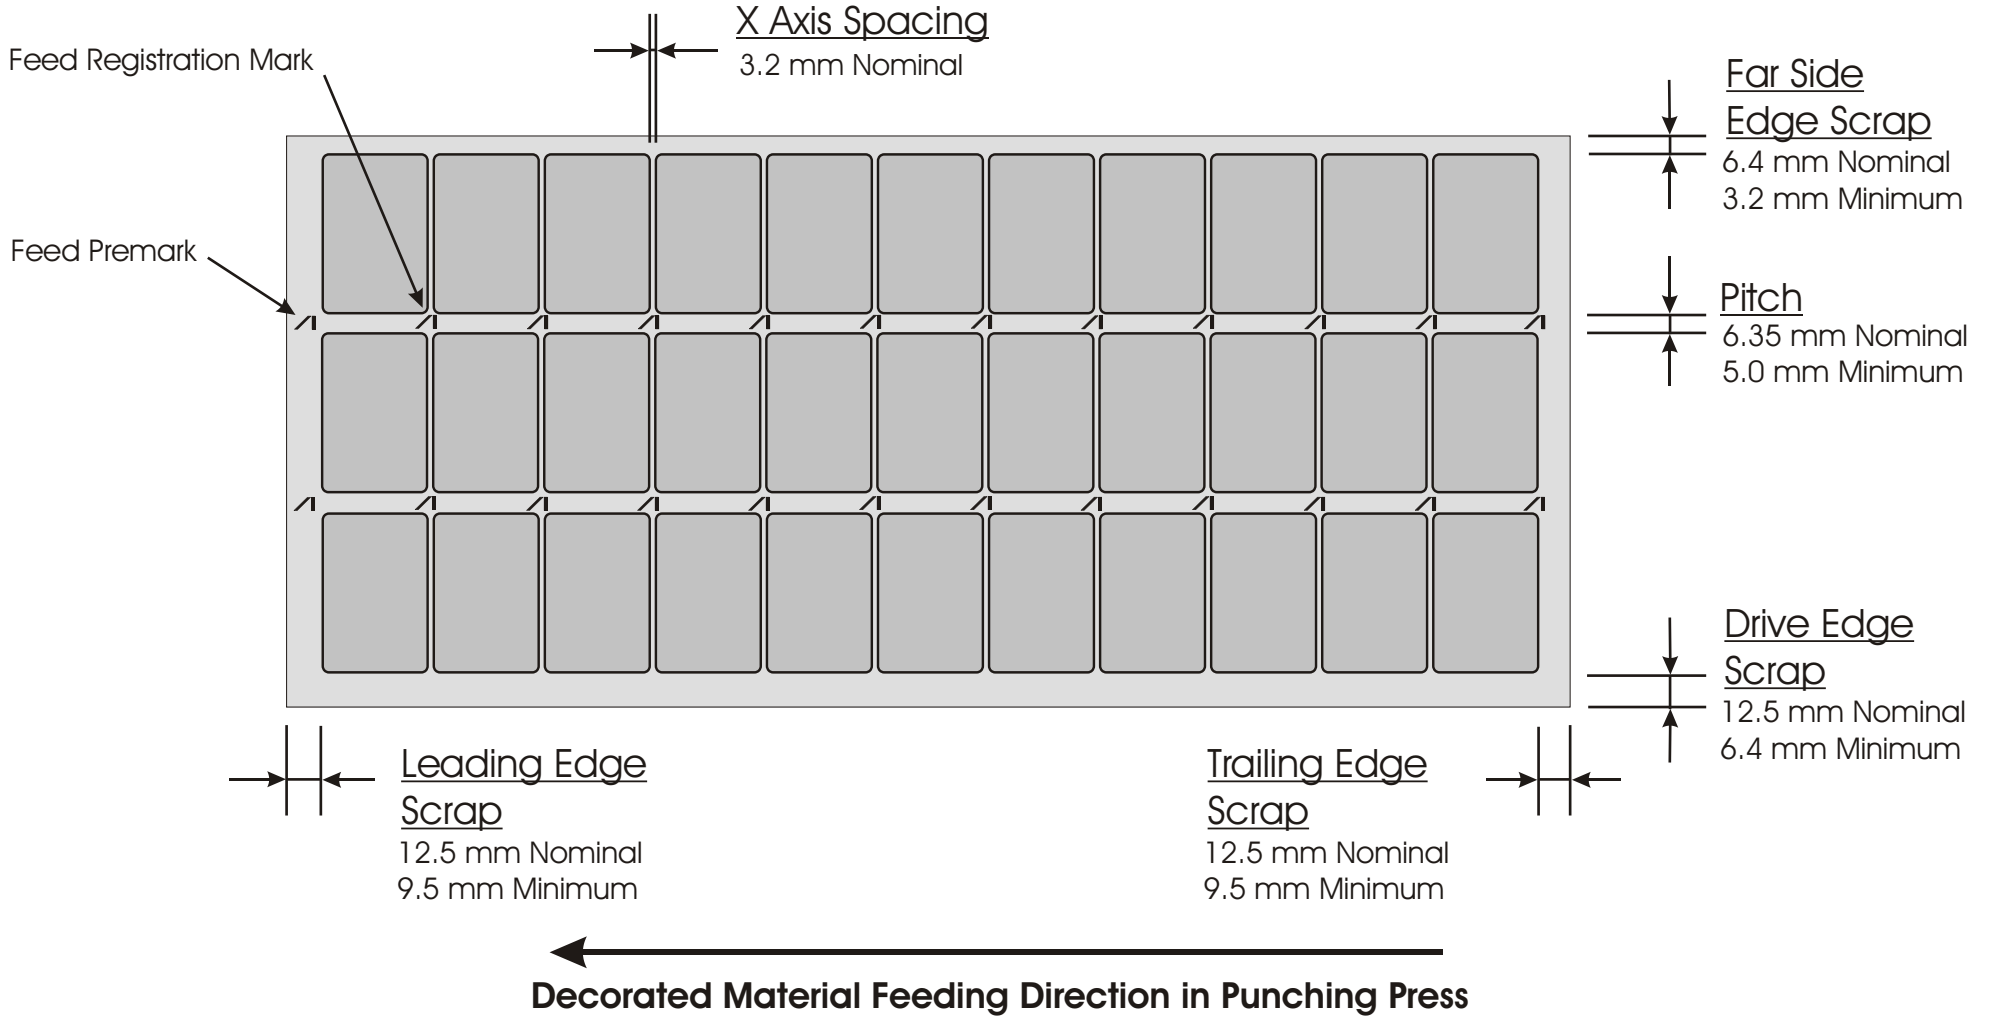 X Axis Spacing
3.2 mm Nominal
Feed Registration Mark
Feed Premark
Far Side
Edge Scrap
6.4 mm Nominal
3.2 mm Minimum
Pitch
6.35 mm Nominal
5.0 mm Minimum
Drive Edge
Scrap
12.5 mm Nominal
6.4 mm Minimum
Leading Edge
Scrap
12.5 mm Nominal
9.5 mm Minimum
Trailing Edge
Scrap
12.5 mm Nominal
9.5 mm Minimum
Decorated Material Feeding Direction in Punching Press